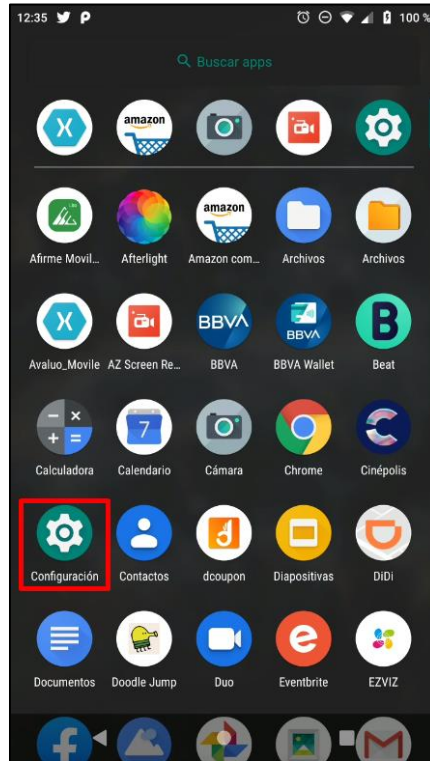 12:35 100 %
Buscar apps
amazon
Afirme Movil... Afterlight Amazon com... Archivos Archivos
amazon
Avaluo_Movile AZ Screen Re... BBVA BBVA Wallet Beat
BBVA BBVA B
Calculadora Calendario Cámara Chrome Cinépolis
7
Configuración Contactos dcoupon Diapositivas DiDi
Documentos Doodle Jump Duo Eventbrite EZVIZ